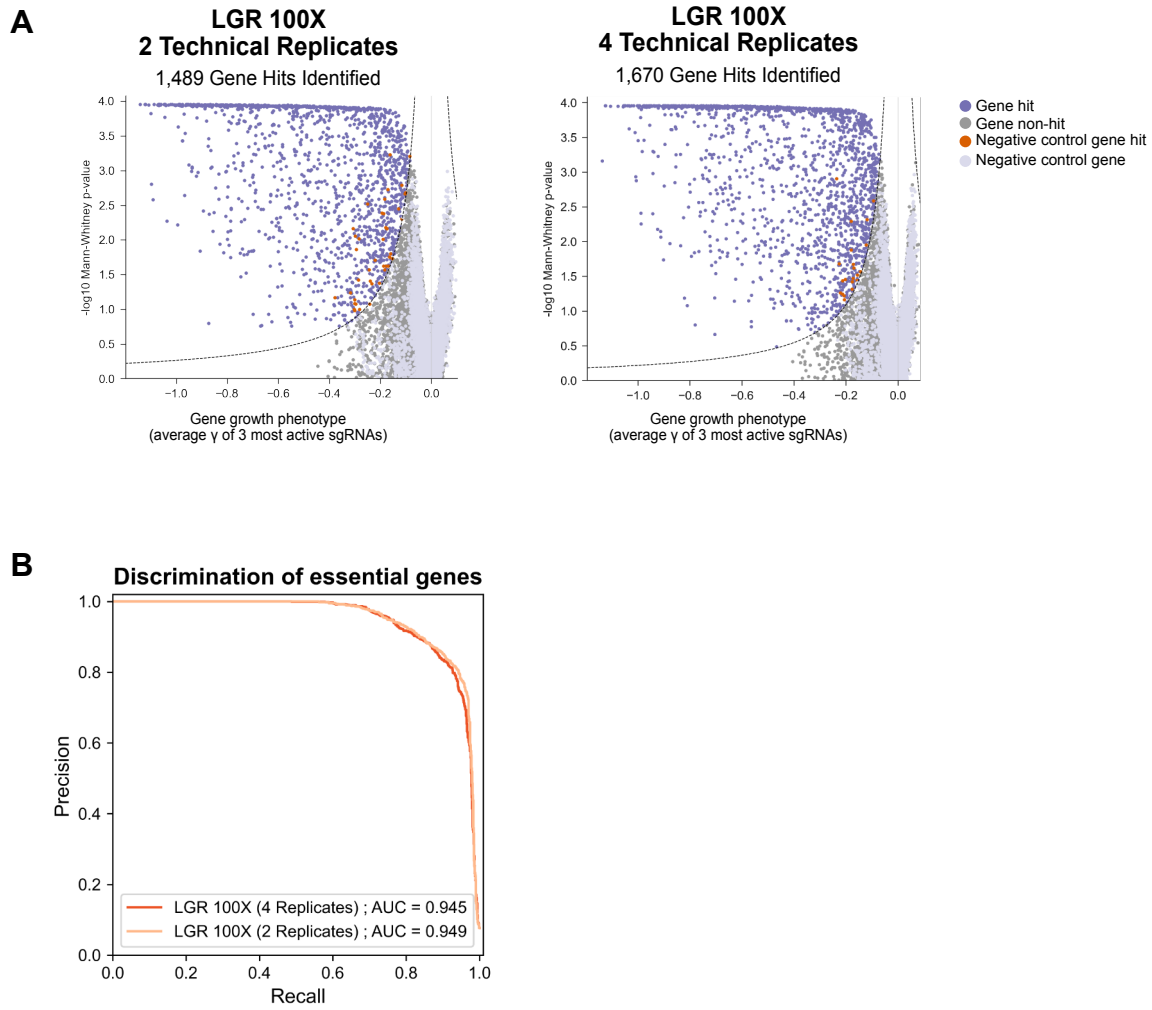 A
LGR 100X
2 Technical Replicates
1,489 Gene Hits Identified
-log10 Mann-Whitney p-value
4.0
3.5
3.0
2.5
2.0
1.5
1.0
0.5
0.0
−1.0 −0.8 −0.6 −0.4 −0.2 0.0
Gene growth phenotype
(average γ of 3 most active sgRNAs)
LGR 100X
4 Technical Replicates
1,670 Gene Hits Identified
-log10 Mann-Whitney p-value
4.0
3.5
3.0
2.5
2.0
1.5
1.0
0.5
0.0
−1.0 −0.8 −0.6 −0.4 −0.2 0.0
Gene growth phenotype
(average γ of 3 most active sgRNAs)
Gene hit
Gene non-hit
Negative control gene hit
Negative control gene
B
Discrimination of essential genes
Precision
1.0
0.8
0.6
0.4
0.2
0.0
LGR 100X (4 Replicates) ; AUC = 0.945
LGR 100X (2 Replicates) ; AUC = 0.949
0.0 0.2 0.4 0.6 0.8 1.0
Recall